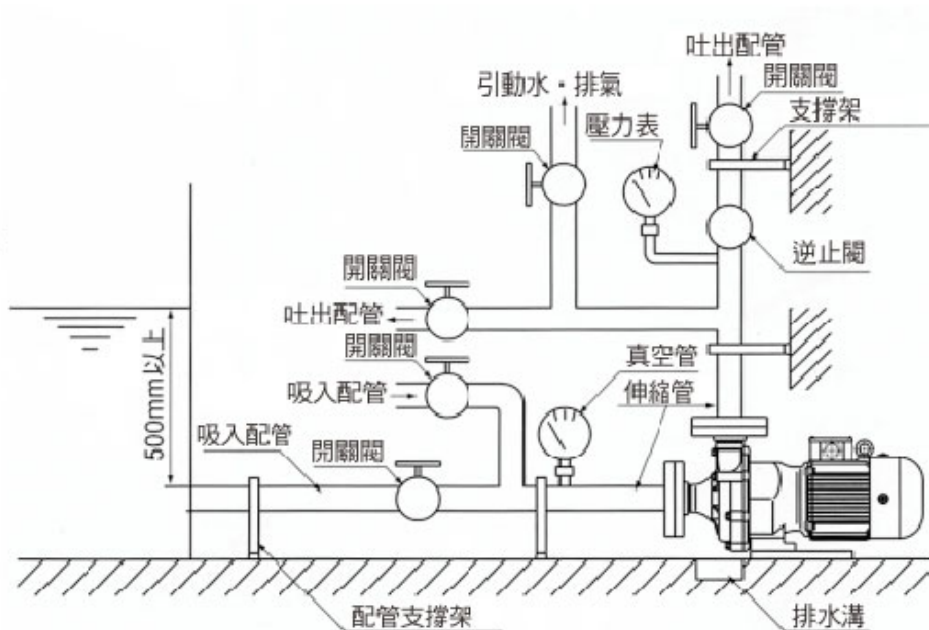 吐出配管
開關閥
引動水・排氣
支撐架
壓力表
開關閥
逆止閥
開關閥
吐出配管
開關閥
真空管
吸入配管
伸縮管
500mm以上
吸入配管
開關閥
配管支撐架
排水溝